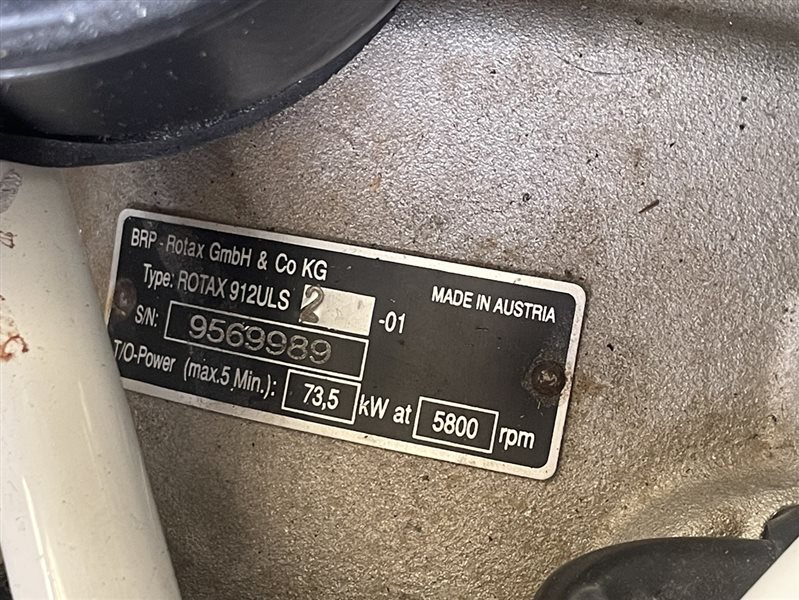 BRP - Rotax GmbH & Co KG
Type: ROTAX 912ULS 2 -01 MADE IN AUSTRIA
S/N: 9569989
T/O-Power (max.5 Min.): 73,5 kW at 5800 rpm